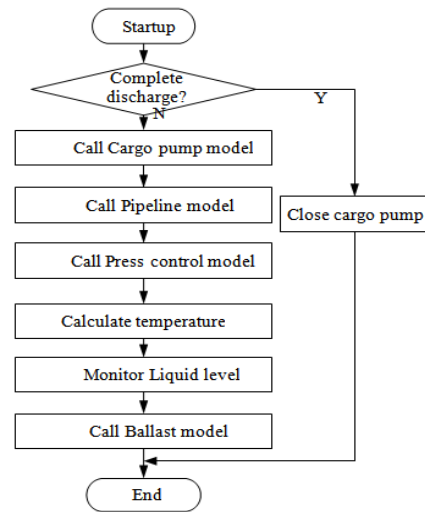 Startup
Complete
discharge?
N
Y
Call Cargo pump model
Call Pipeline model
Close cargo pump
Call Press control model
Calculate temperature
Monitor Liquid level
Call Ballast model
End